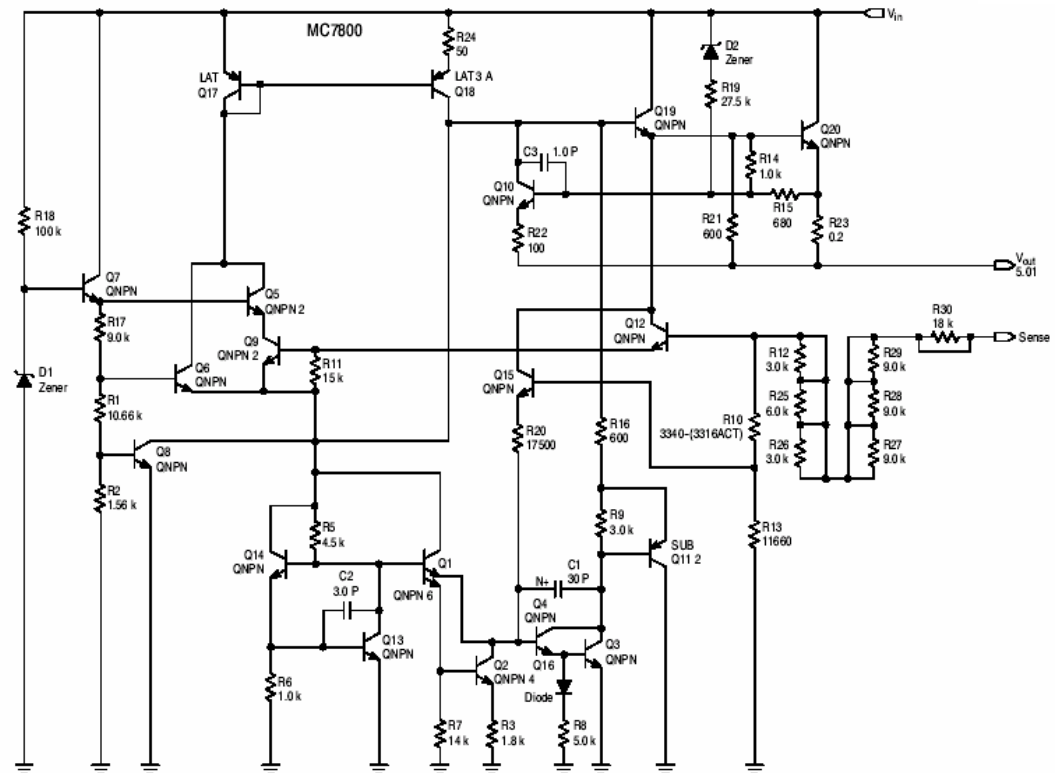 MC7800
Vin
R24
50
D2
Zener
LAT
Q17
LAT 3 A
Q18
R19
27.5 k
Q19
QNPN
Q20
QNPN
C3
1.0 P
R14
1.0 k
Q10
QNPN
R18
100 k
R15
680
R21
600
R23
0.2
R22
100
Vout
5.01
Q7
QNPN
Q5
QNPN 2
R30
18 k
R17
9.0 k
Q12
QNPN
Sense
Q9
QNPN 2
R12
3.0 k
R29
9.0 k
D1
Zener
Q6
QNPN
R11
15 k
Q15
QNPN
R25
6.0 k
R28
9.0 k
R1
10.66 k
R16
600
R10
3340-(3316ACT)
R20
17500
R26
3.0 k
R27
9.0 k
Q8
QNPN
R2
1.56 k
R5
4.5 k
R9
3.0 k
R13
11660
Q14
QNPN
Q1
QNPN 6
SUB
Q11 2
C2
3.0 P
N+
C1
30 P
Q4
QNPN
Q13
QNPN
Q2
QNPN 4
Q16
Q3
QNPN
R6
1.0 k
Diode
R7
14 k
R3
1.8 k
R8
5.0 k